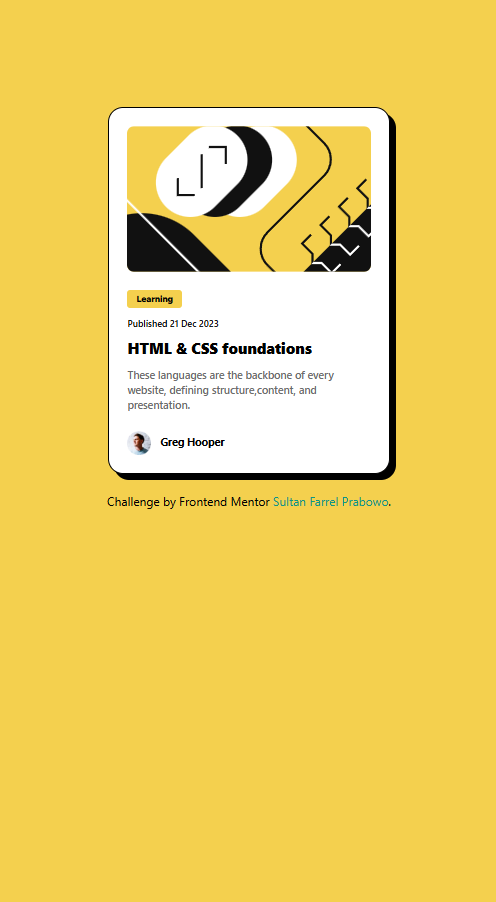 Learning
Published 21 Dec 2023
HTML & CSS foundations
These languages are the backbone of every
website, defining structure,content, and
presentation.
Greg Hooper
Challenge by Frontend Mentor Sultan Farrel Prabowo.